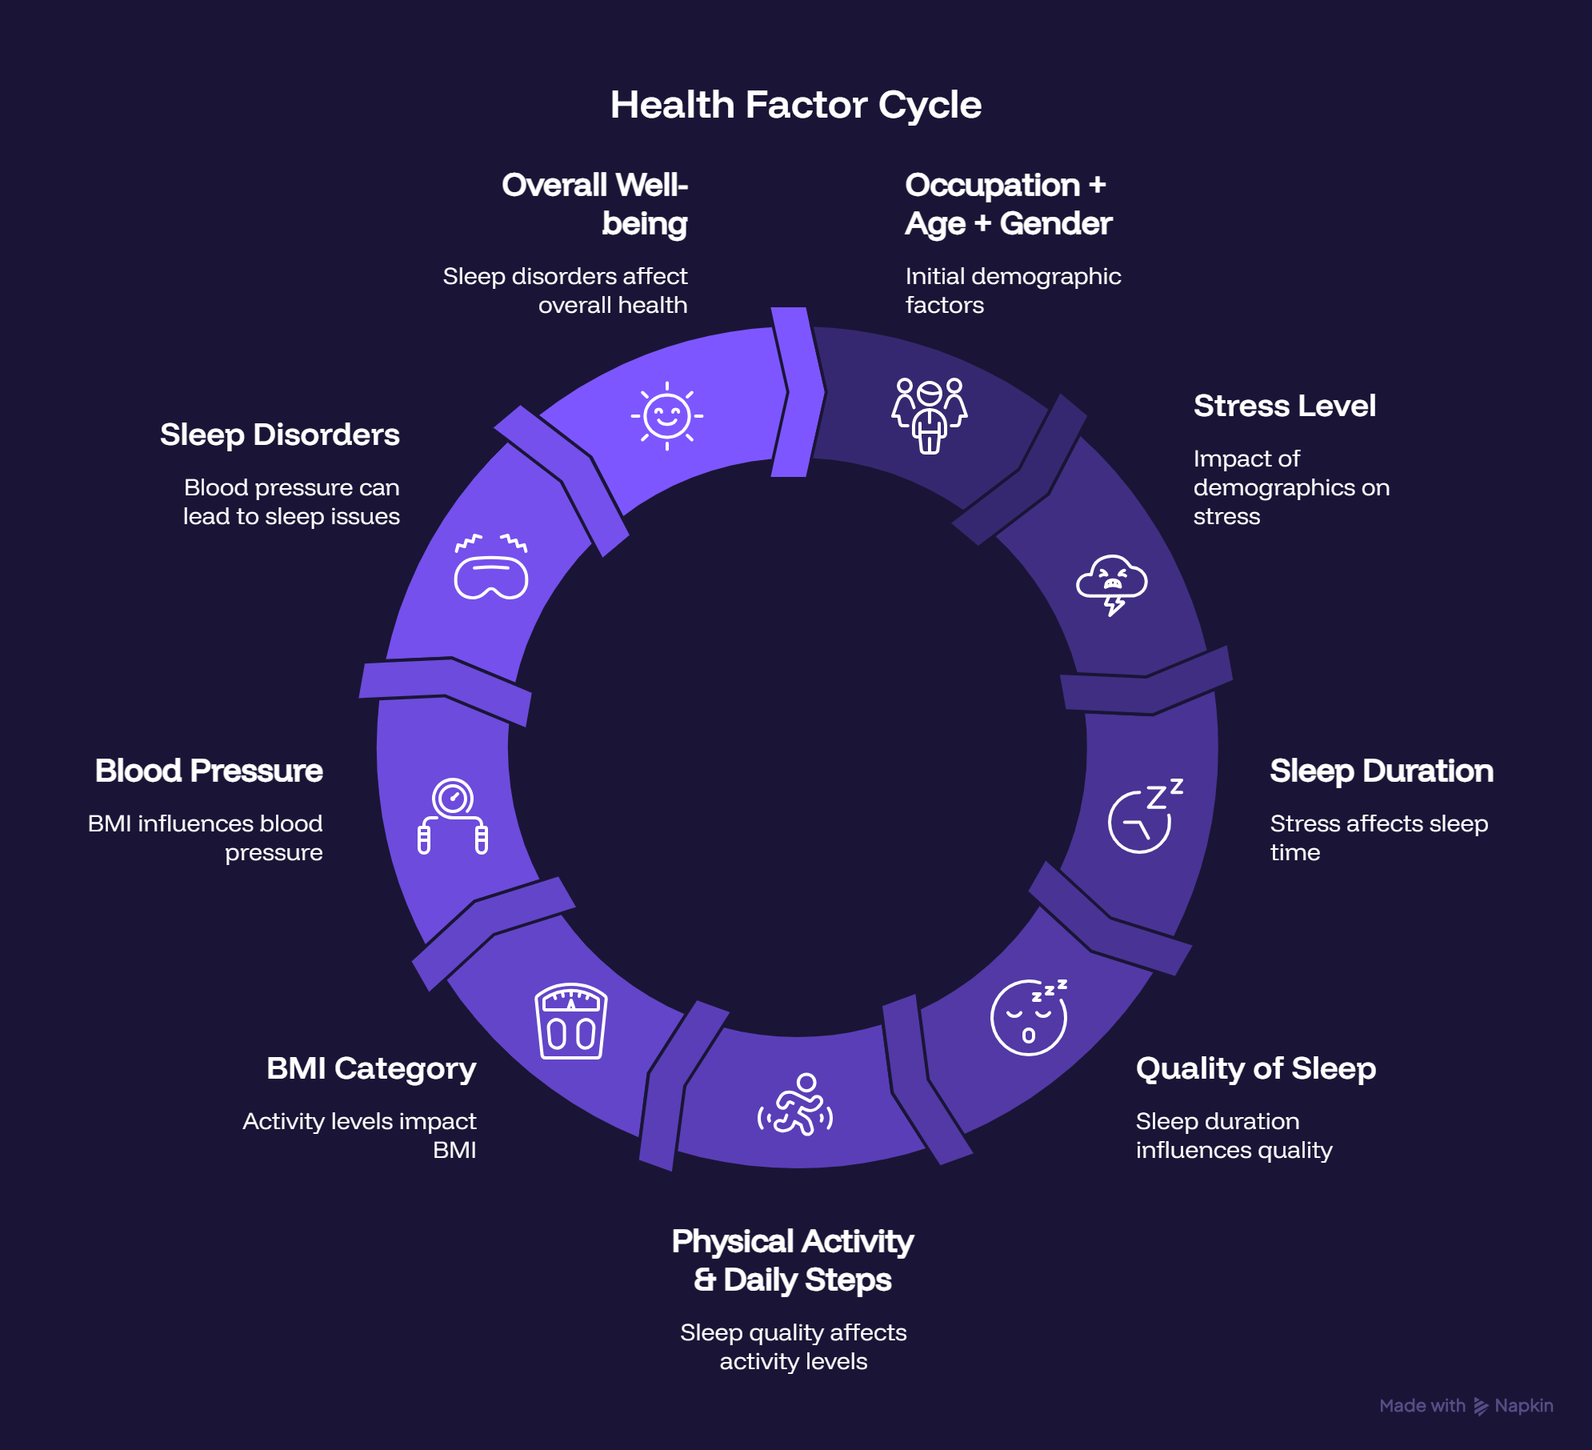 Health Factor Cycle
Overall Well-
being
Sleep disorders affect
overall health
Occupation +
Age + Gender
Initial demographic
factors
Stress Level
Impact of
demographics on
stress
Sleep Duration
Stress affects sleep
time
Quality of Sleep
Sleep duration
influences quality
Physical Activity
& Daily Steps
Sleep quality affects
activity levels
BMI Category
Activity levels impact
BMI
Blood Pressure
BMI influences blood
pressure
Sleep Disorders
Blood pressure can
lead to sleep issues
Made with Napkin